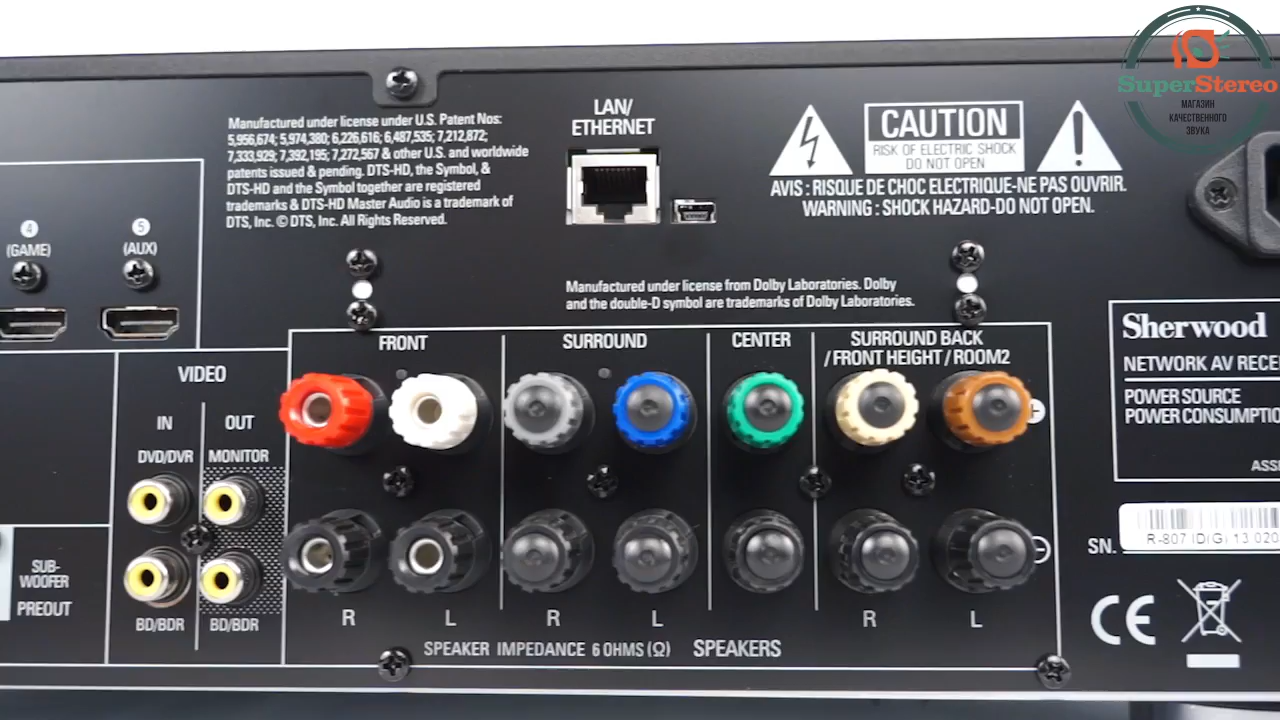 SuperStereo
МАГАЗИН
КАЧЕСТВЕННОГО
ЗВУКА
Manufactured under license under U.S. Patent Nos:
5,956,674; 5,974,380; 6,226,616; 6,487,535; 7,212,872;
7,333,929; 7,392,195; 7,272,567 & other U.S. and worldwide
patents issued & pending. DTS-HD, the Symbol, &
DTS-HD and the Symbol together are registered
trademarks & DTS-HD Master Audio is a trademark of
DTS, Inc. © DTS, Inc. All Rights Reserved.
LAN/
ETHERNET
CAUTION
RISK OF ELECTRIC SHOCK
DO NOT OPEN
AVIS : RISQUE DE CHOC ELECTRIQUE-NE PAS OUVRIR.
WARNING : SHOCK HAZARD-DO NOT OPEN.
4
(GAME)
5
(AUX)
Manufactured under license from Dolby Laboratories. Dolby
and the double-D symbol are trademarks of Dolby Laboratories.
VIDEO
IN
OUT
DVD/DVR
MONITOR
BD/BDR
BD/BDR
SUB-
WOOFER
PREOUT
FRONT
SURROUND
CENTER
SURROUND BACK
/FRONT HEIGHT / ROOM2
+
−
R
L
R
L
R
L
SPEAKER IMPEDANCE 6 OHMS (Ω)
SPEAKERS
Sherwood
NETWORK AV RECE
POWER SOURCE
POWER CONSUMPTIO
ASSE
SN.
R-807 ID(G) 13 020
CE